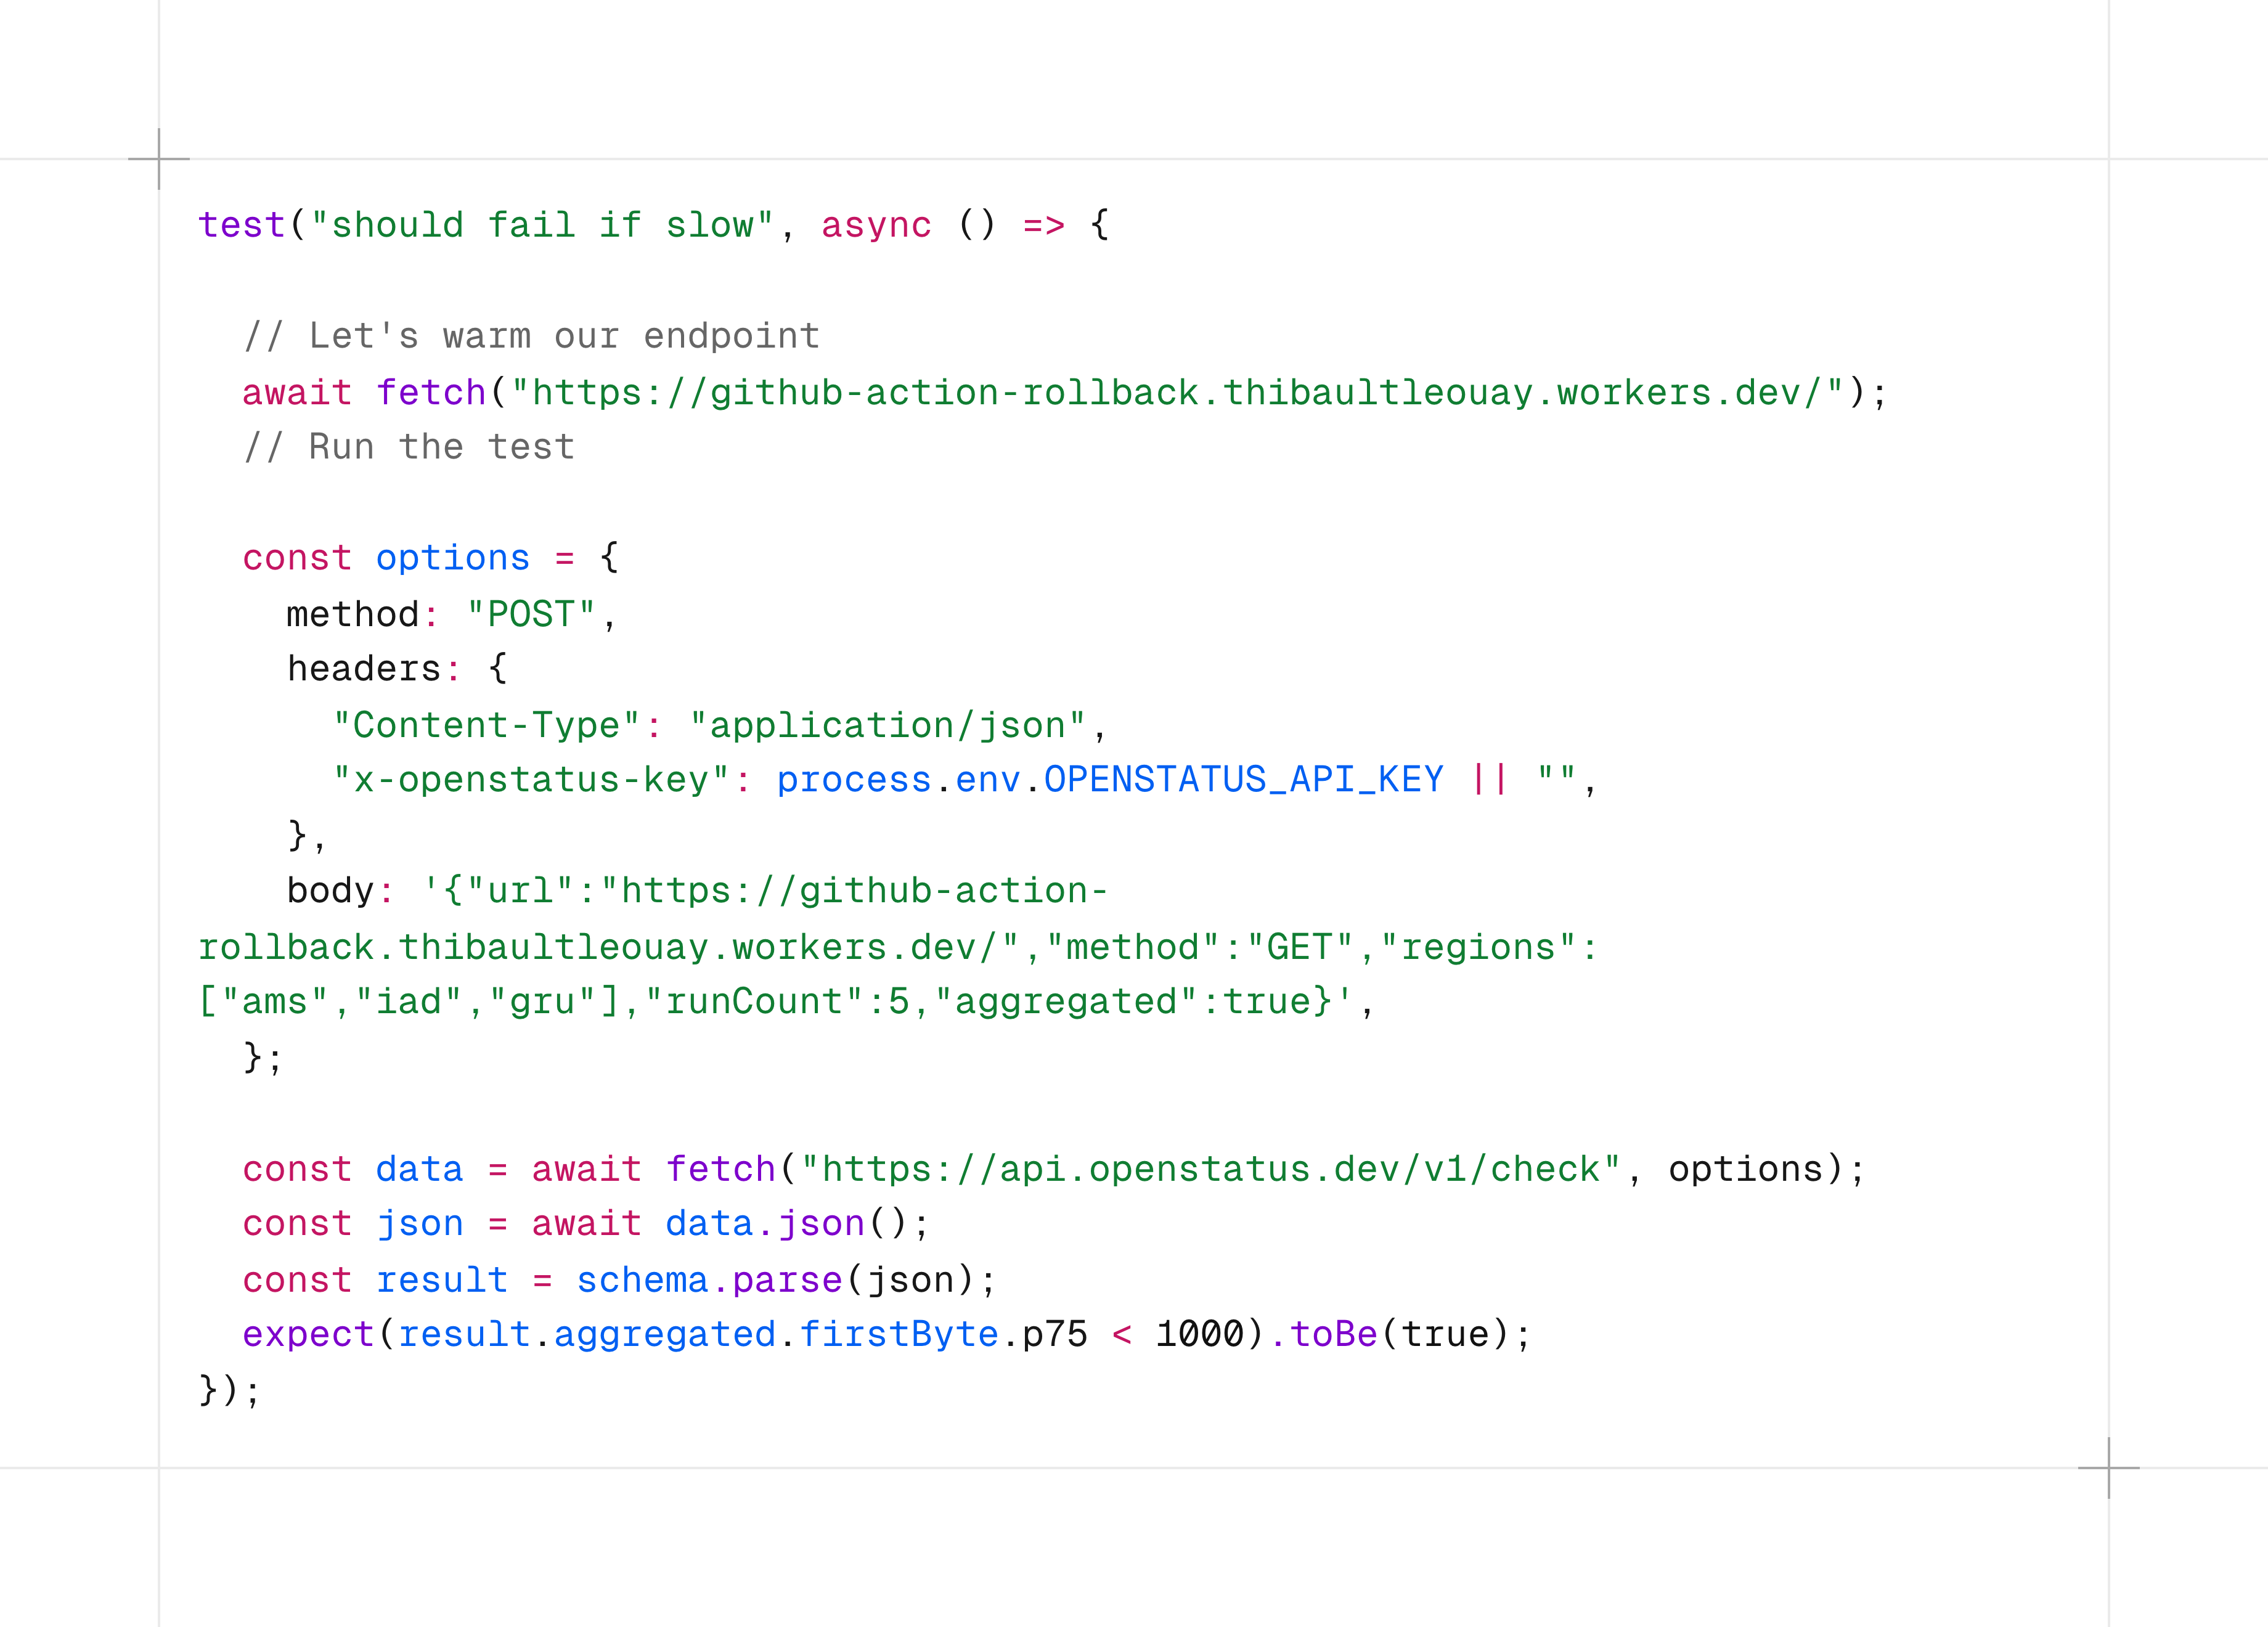 test("should fail if slow", async () => {
// Let's warm our endpoint
await fetch("https://github-action-rollback.thibaultleouay.workers.dev/");
// Run the test
const options = {
method: "POST",
headers: {
"Content-Type": "application/json",
"x-openstatus-key": process.env.OPENSTATUS_API_KEY || "",
},
body: '{"url":"https://github-action-
rollback.thibaultleouay.workers.dev/","method":"GET","regions":
["ams","iad","gru"],"runCount":5,"aggregated":true}',
};
const data = await fetch("https://api.openstatus.dev/v1/check", options);
const json = await data.json();
const result = schema.parse(json);
expect(result.aggregated.firstByte.p75 < 1000).toBe(true);
});